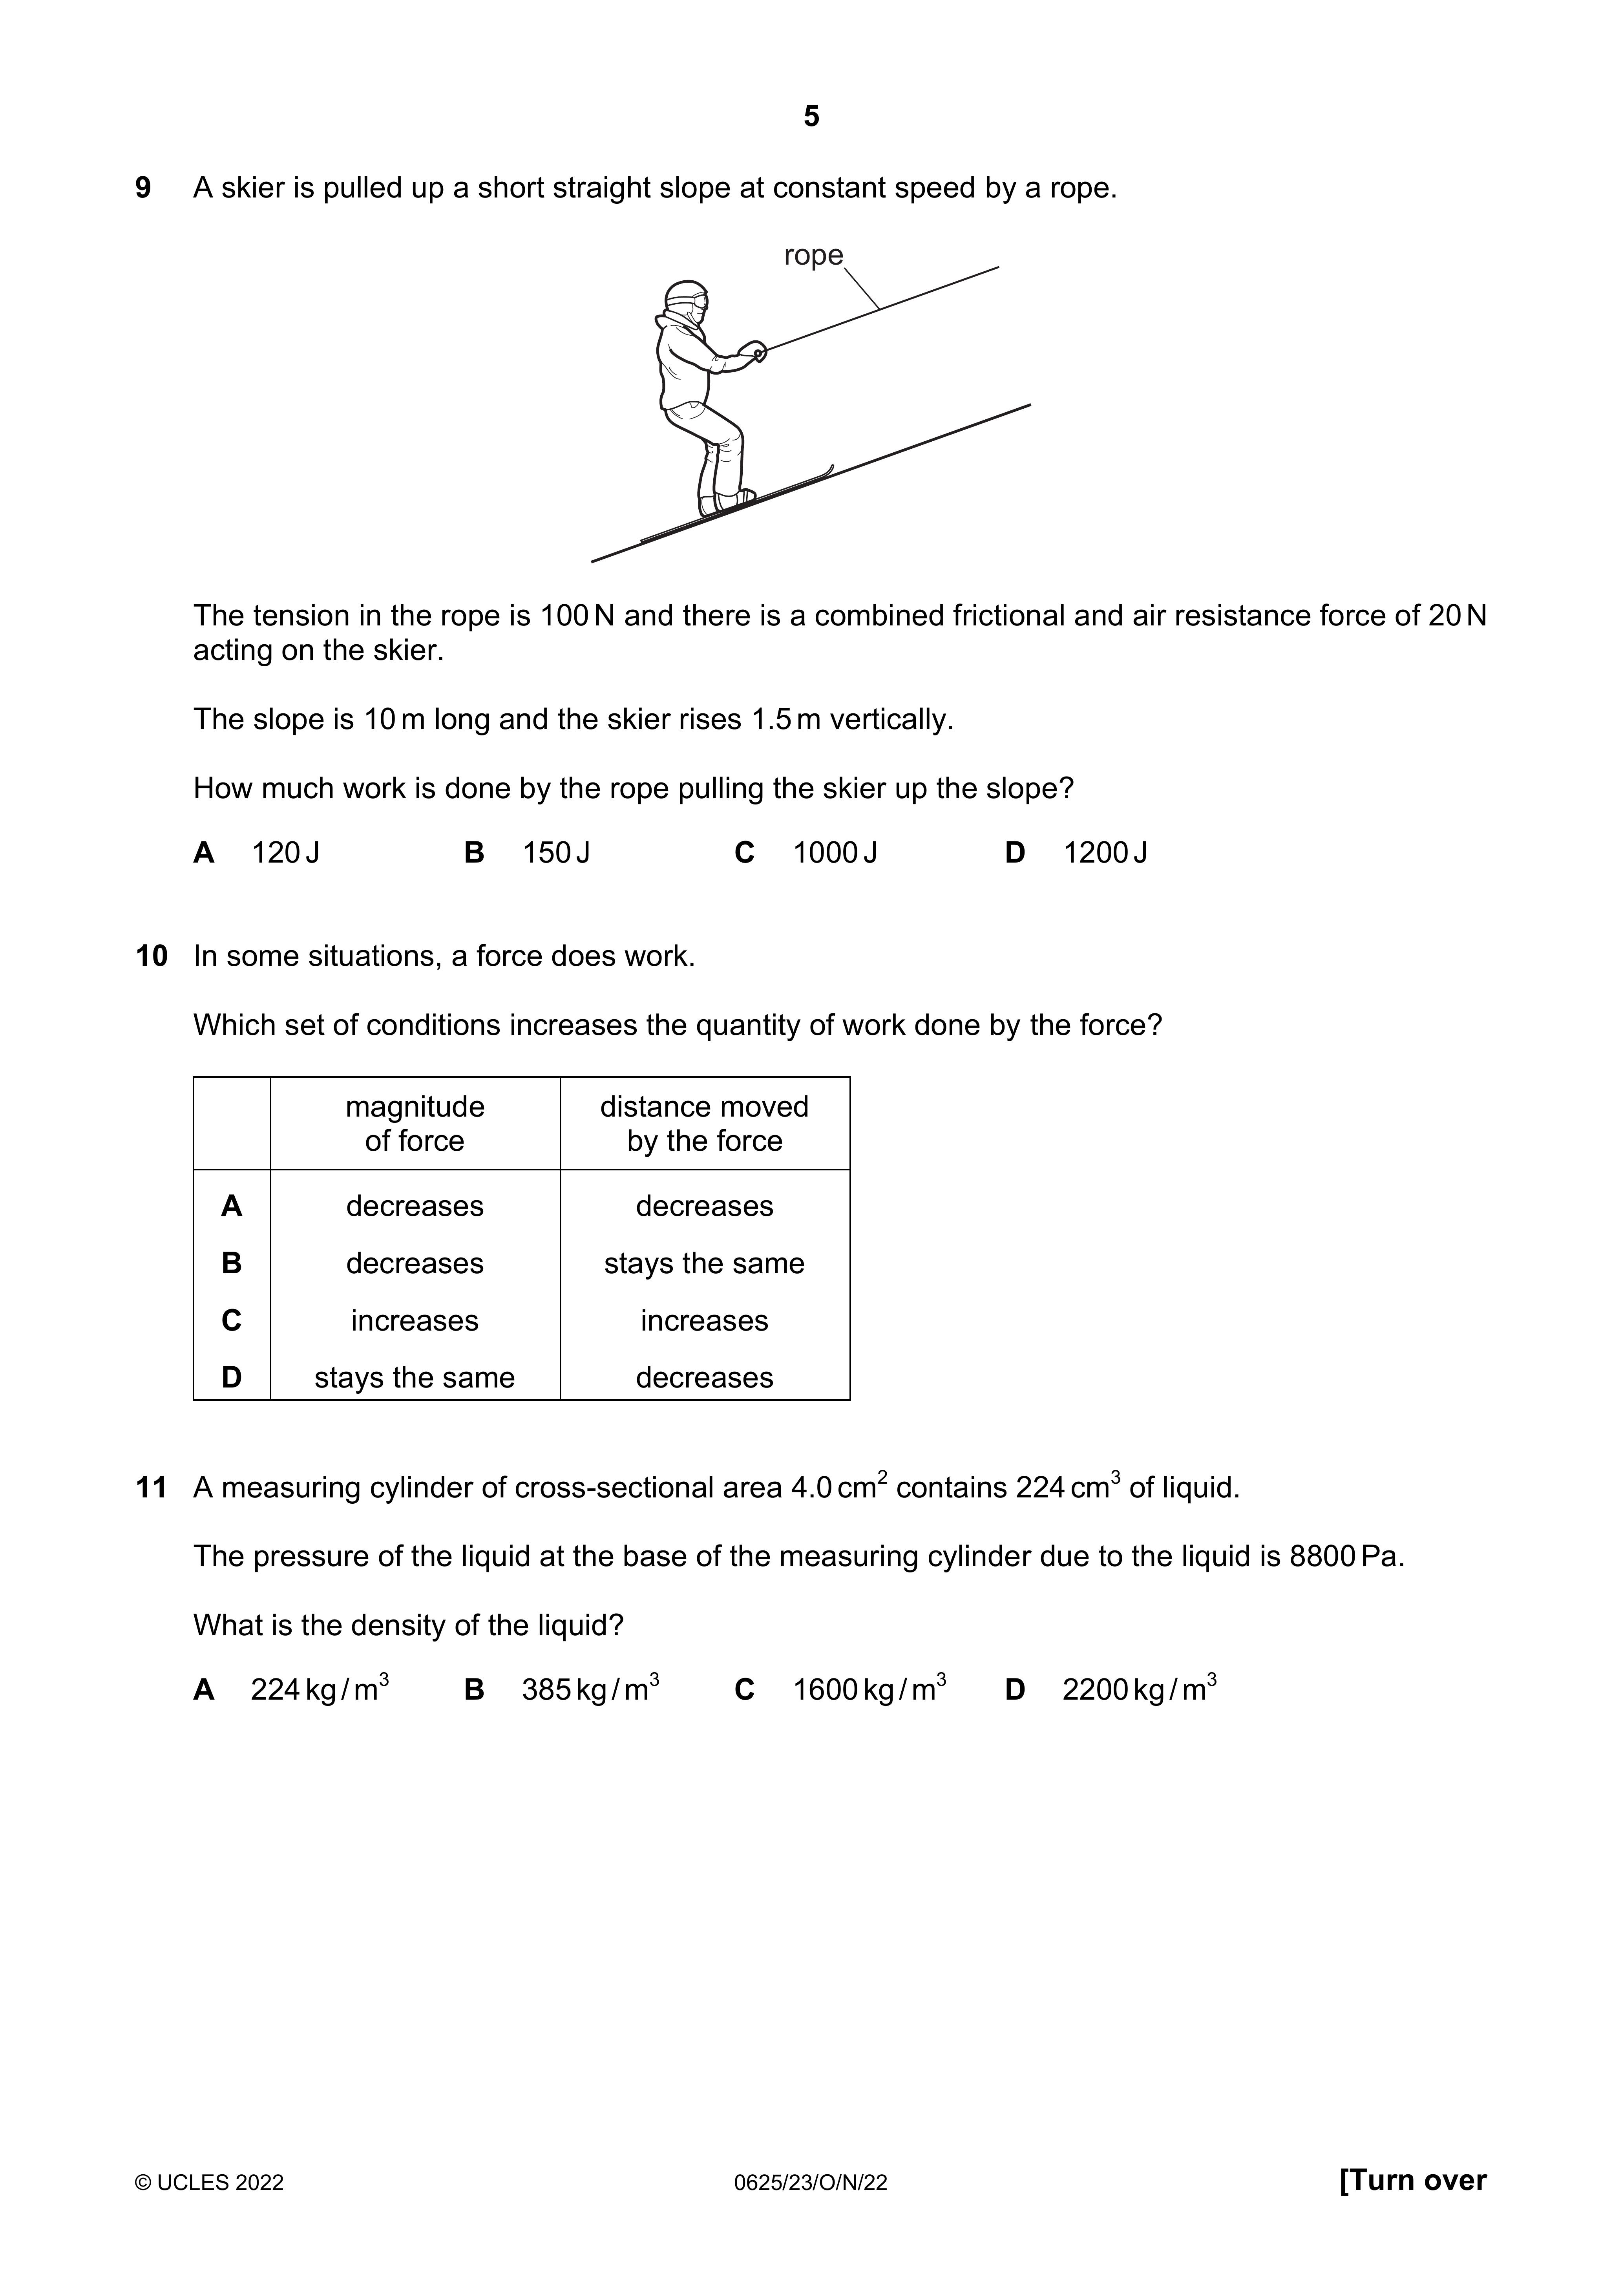 5
9 A skier is pulled up a short straight slope at constant speed by a rope.
rope
The tension in the rope is 100 N and there is a combined frictional and air resistance force of 20 N
acting on the skier.
The slope is 10 m long and the skier rises 1.5 m vertically.
How much work is done by the rope pulling the skier up the slope?
A 120 J B 150 J C 1000 J D 1200 J
10 In some situations, a force does work.
Which set of conditions increases the quantity of work done by the force?
magnitude distance moved
of force by the force
A decreases decreases
B decreases stays the same
C increases increases
D stays the same decreases
11 A measuring cylinder of cross-sectional area 4.0 cm² contains 224 cm³ of liquid.
The pressure of the liquid at the base of the measuring cylinder due to the liquid is 8800 Pa.
What is the density of the liquid?
A 224 kg / m³ B 385 kg / m³ C 1600 kg / m³ D 2200 kg / m³
© UCLES 2022 0625/23/O/N/22 [Turn over